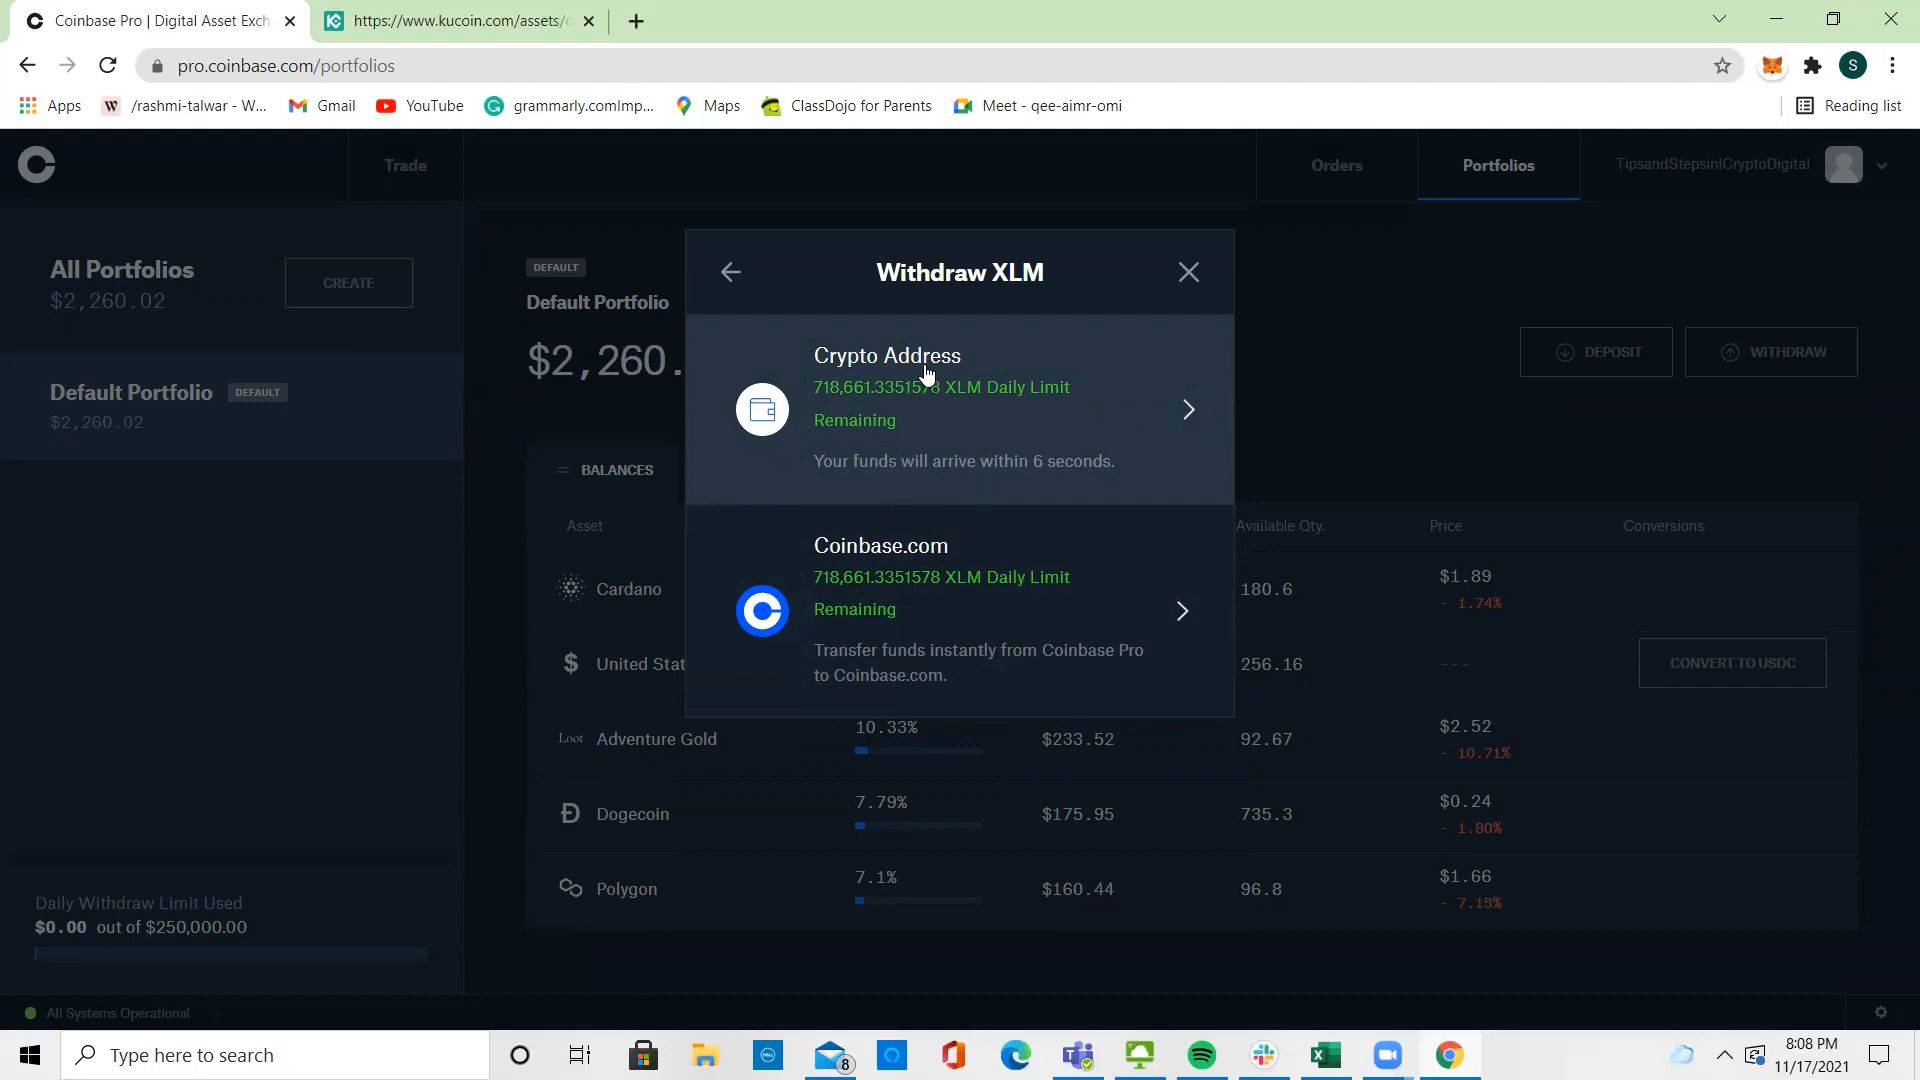 Coinbase Pro | Digital Asset Exch
https://www.kucoin.com/assets/
pro.coinbase.com/portfolios
S
Apps
/rashmi-talwar - W...
Gmail
YouTube
grammarly.comImp...
Maps
ClassDojo for Parents
Meet - qee-aimr-omi
Reading list
Trade
Orders
Portfolios
TipsandStepsinICryptoDigital
All Portfolios
$2,260.02
CREATE
Default Portfolio
DEFAULT
$2,260.02
DEFAULT
Default Portfolio
$2,260.
DEPOSIT
WITHDRAW
Withdraw XLM
Crypto Address
718,661.3351578 XLM Daily Limit
Remaining
Your funds will arrive within 6 seconds.
Coinbase.com
718,661.3351578 XLM Daily Limit
Remaining
Transfer funds instantly from Coinbase Pro
to Coinbase.com.
BALANCES
Asset
Available Qty.
Price
Conversions
Cardano
180.6
$1.89
- 1.74%
United Stat
256.16
---
CONVERT TO USDC
Loot
Adventure Gold
10.33%
$233.52
92.67
$2.52
- 10.71%
Dogecoin
7.79%
$175.95
735.3
$0.24
- 1.80%
Polygon
7.1%
$160.44
96.8
$1.66
- 7.15%
Daily Withdraw Limit Used
$0.00 out of $250,000.00
All Systems Operational
Type here to search
DELL
8
8:08 PM
11/17/2021